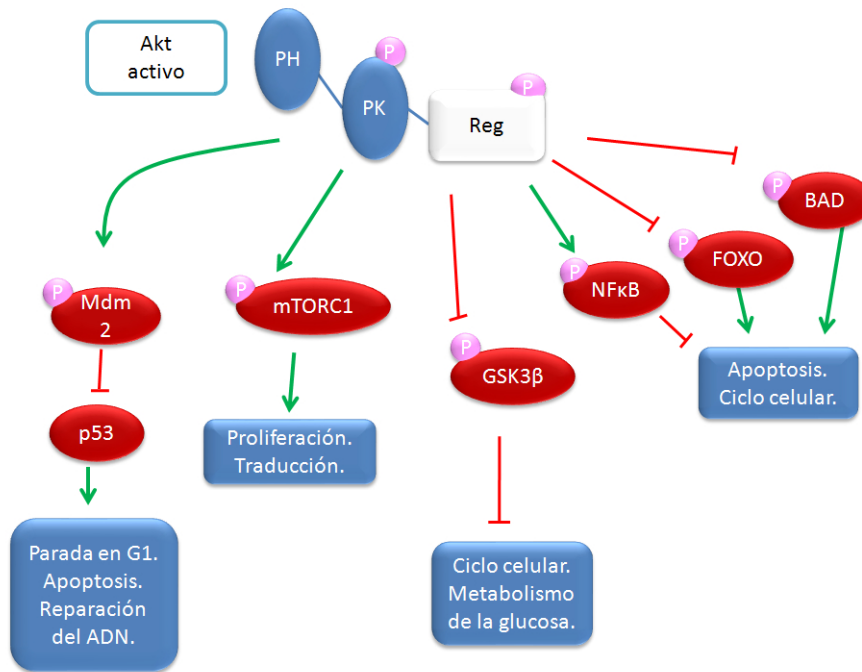 Akt
activo
PH
P
PK
P
Reg
P
BAD
P
FOXO
P
NFκB
P
Mdm
2
P
mTORC1
P
GSK3β
Apoptosis.
Ciclo celular.
p53
Proliferación.
Traducción.
Parada en G1.
Apoptosis.
Reparación
del ADN.
Ciclo celular.
Metabolismo
de la glucosa.